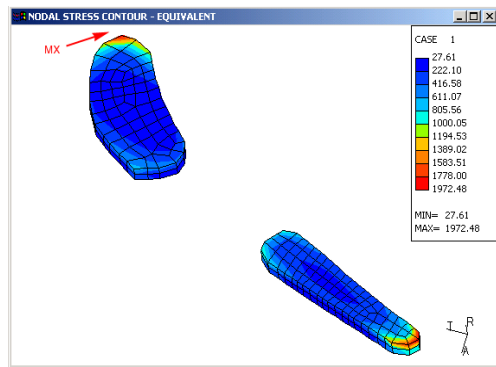 NODAL STRESS CONTOUR - EQUIVALENT
MX
CASE 1
27.61
222.10
416.58
611.07
805.56
1000.05
1194.53
1389.02
1583.51
1778.00
1972.48
MIN= 27.61
MAX= 1972.48
T
R
A